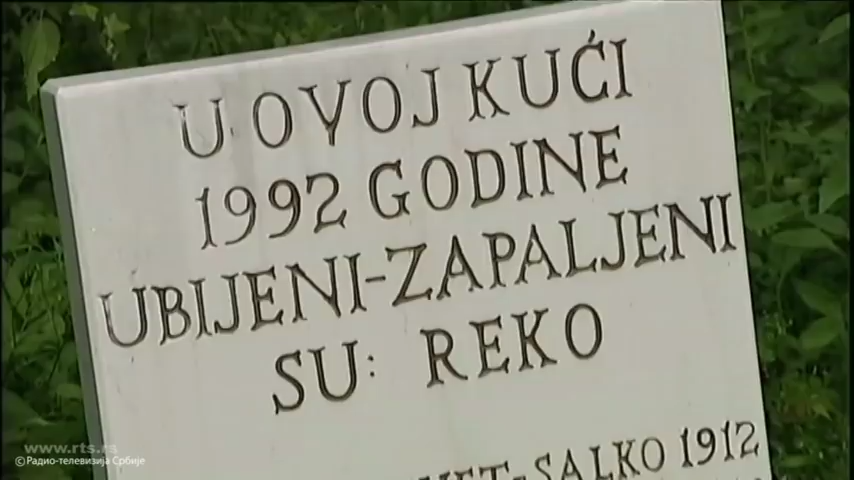 U OVOJ KUĆI
1992 GODINE
UBIJENI-ZAPALJENI
SU: REKO
-SALKO 1912
www.rts.rs
©Радио-телевизија Србије